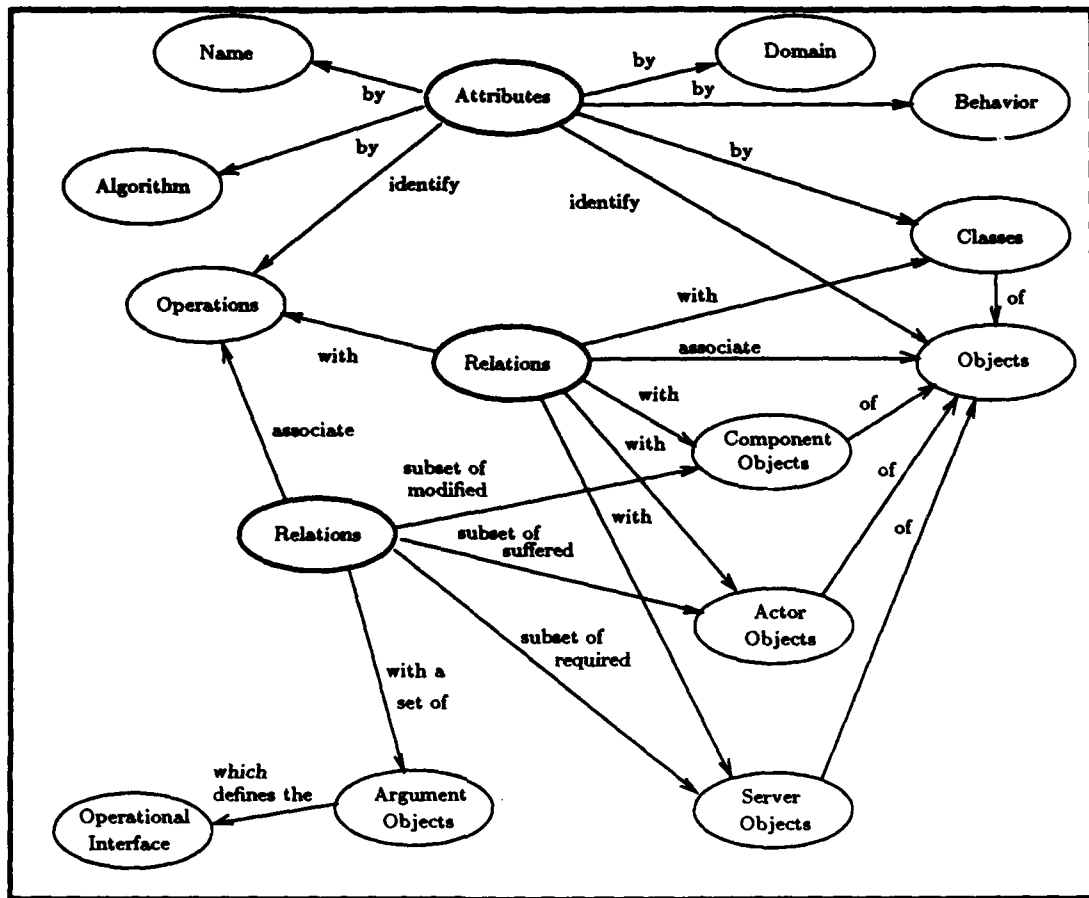 Name
Domain
by
Attributes
by
by
Behavior
by
by
Algorithm
identify
identify
Classes
Operations
with
of
with
Relations
associate
Objects
with
of
associate
with
Component
Objects
subset of
modified
of
Relations
with
of
subset of
suffered
Actor
Objects
subset of
required
with a
set of
which
defines the
Argument
Objects
Server
Objects
Operational
Interface